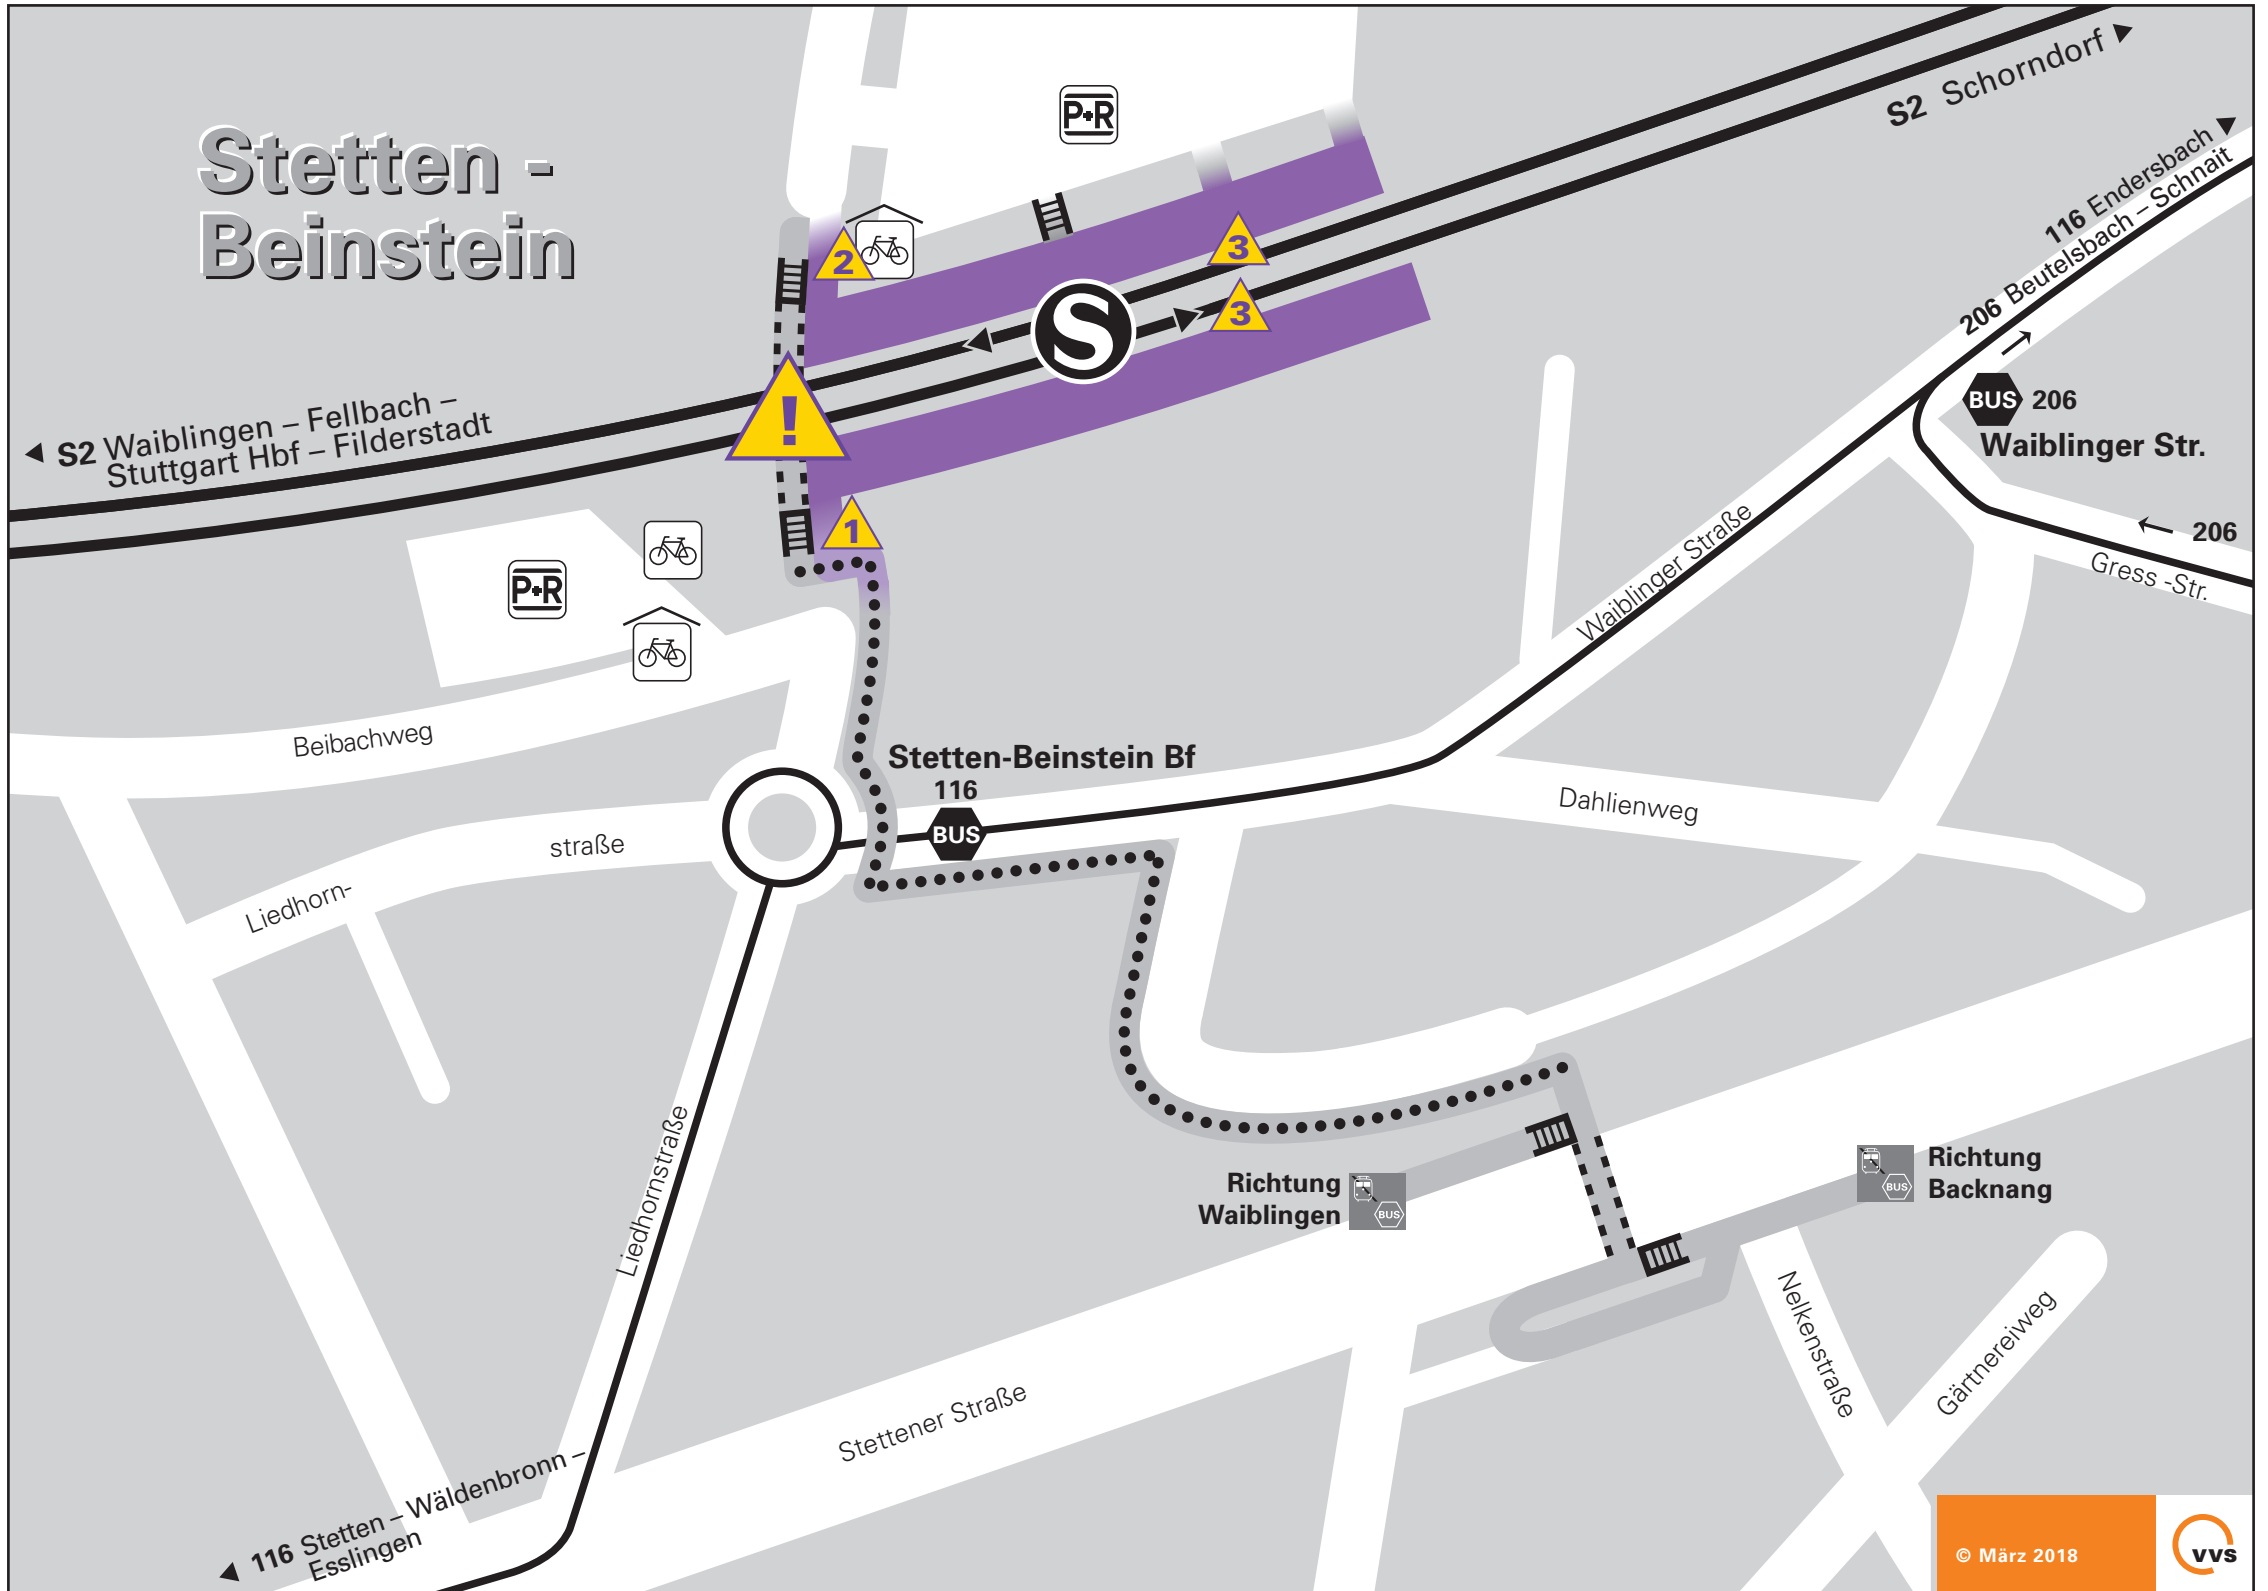 Stetten -
Beinstein
P+R
S2 Schorndorf
116 Endersbach
206 Beutelsbach – Schnait
2
3
3
S
!
S2 Waiblingen – Fellbach –
Stuttgart Hbf – Filderstadt
BUS 206
Waiblinger Str.
1
206
Gress -Str.
P+R
Waiblinger Straße
Beibachweg
Stetten-Beinstein Bf
116
BUS
Dahlienweg
straße
Liedhorn-
Liedhornstraße
Richtung
Waiblingen
BUS
Richtung
Backnang
BUS
Nelkenstraße
Gärtnereiweg
Stettener Straße
116 Stetten – Wäldenbronn –
Esslingen
© März 2018
vvs